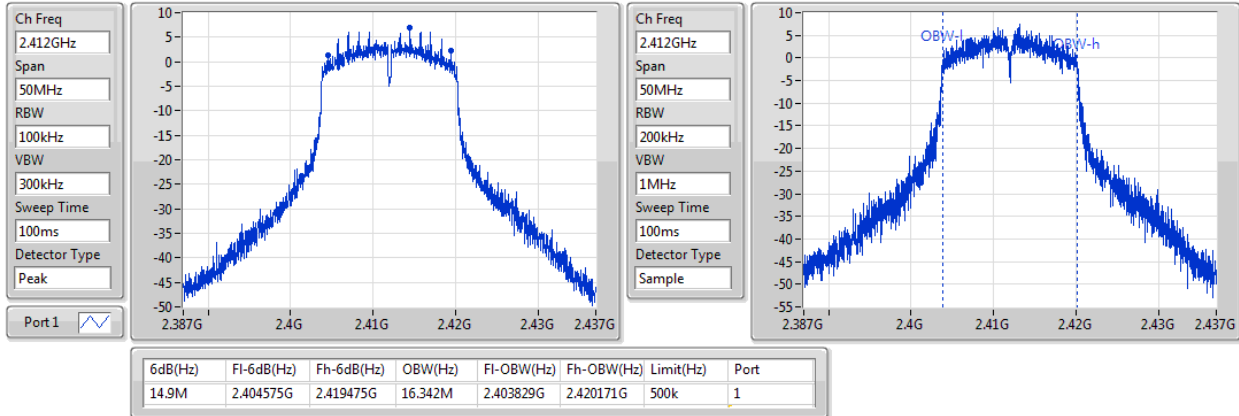 Ch Freq
2.412GHz
Span
50MHz
RBW
100kHz
VBW
300kHz
Sweep Time
100ms
Detector Type
Peak
Port 1
10
5
0
-5
-10
-15
-20
-25
-30
-35
-40
-45
-50
2.387G 2.4G 2.41G 2.42G 2.43G 2.437G
Ch Freq
2.412GHz
Span
50MHz
RBW
200kHz
VBW
1MHz
Sweep Time
100ms
Detector Type
Sample
10
5
0
-5
-10
-15
-20
-25
-30
-35
-40
-45
-50
-55
OBW-l OBW-h
2.387G 2.4G 2.41G 2.42G 2.43G 2.437G
6dB(Hz) Fl-6dB(Hz) Fh-6dB(Hz) OBW(Hz) Fl-OBW(Hz) Fh-OBW(Hz) Limit(Hz) Port
14.9M 2.404575G 2.419475G 16.342M 2.403829G 2.420171G 500k 1